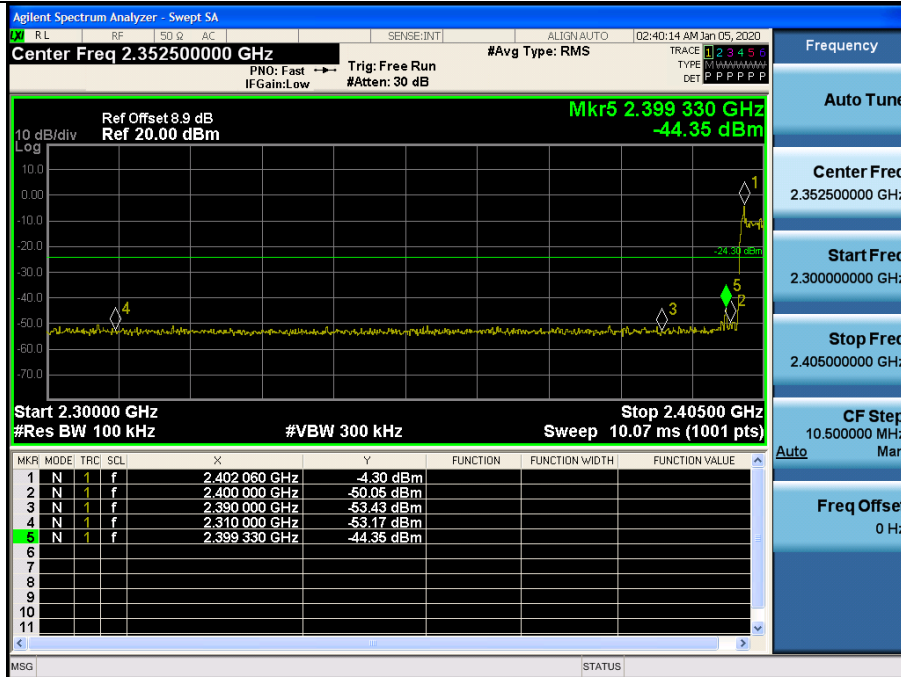 Agilent Spectrum Analyzer - Swept SA
LXI RL RF 50 Ω AC SENSE:INT ALIGN AUTO 02:40:14 AM Jan 05, 2020
Center Freq 2.352500000 GHz
PNO: Fast
IFGain:Low
Trig: Free Run
#Atten: 30 dB
#Avg Type: RMS
TRACE 1 2 3 4 5 6
TYPE M WWWWW
DET P P P P P P
Ref Offset 8.9 dB
10 dB/div Ref 20.00 dBm
Log
Mkr5 2.399 330 GHz
-44.35 dBm
10.0
0.00
-10.0
-20.0
-30.0
-40.0
-50.0
-60.0
-70.0
1
-24.30 dBm
5
2
3
4
Start 2.30000 GHz Stop 2.40500 GHz
#Res BW 100 kHz #VBW 300 kHz Sweep 10.07 ms (1001 pts)
MKR MODE TRC SCL X Y FUNCTION FUNCTION WIDTH FUNCTION VALUE
1 N 1 f 2.402 060 GHz -4.30 dBm
2 N 1 f 2.400 000 GHz -50.05 dBm
3 N 1 f 2.390 000 GHz -53.43 dBm
4 N 1 f 2.310 000 GHz -53.17 dBm
5 N 1 f 2.399 330 GHz -44.35 dBm
6
7
8
9
10
11
MSG STATUS
Frequency
Auto Tune
Center Freq
2.352500000 GHz
Start Freq
2.300000000 GHz
Stop Freq
2.405000000 GHz
CF Step
10.500000 MHz
Auto Man
Freq Offset
0 Hz